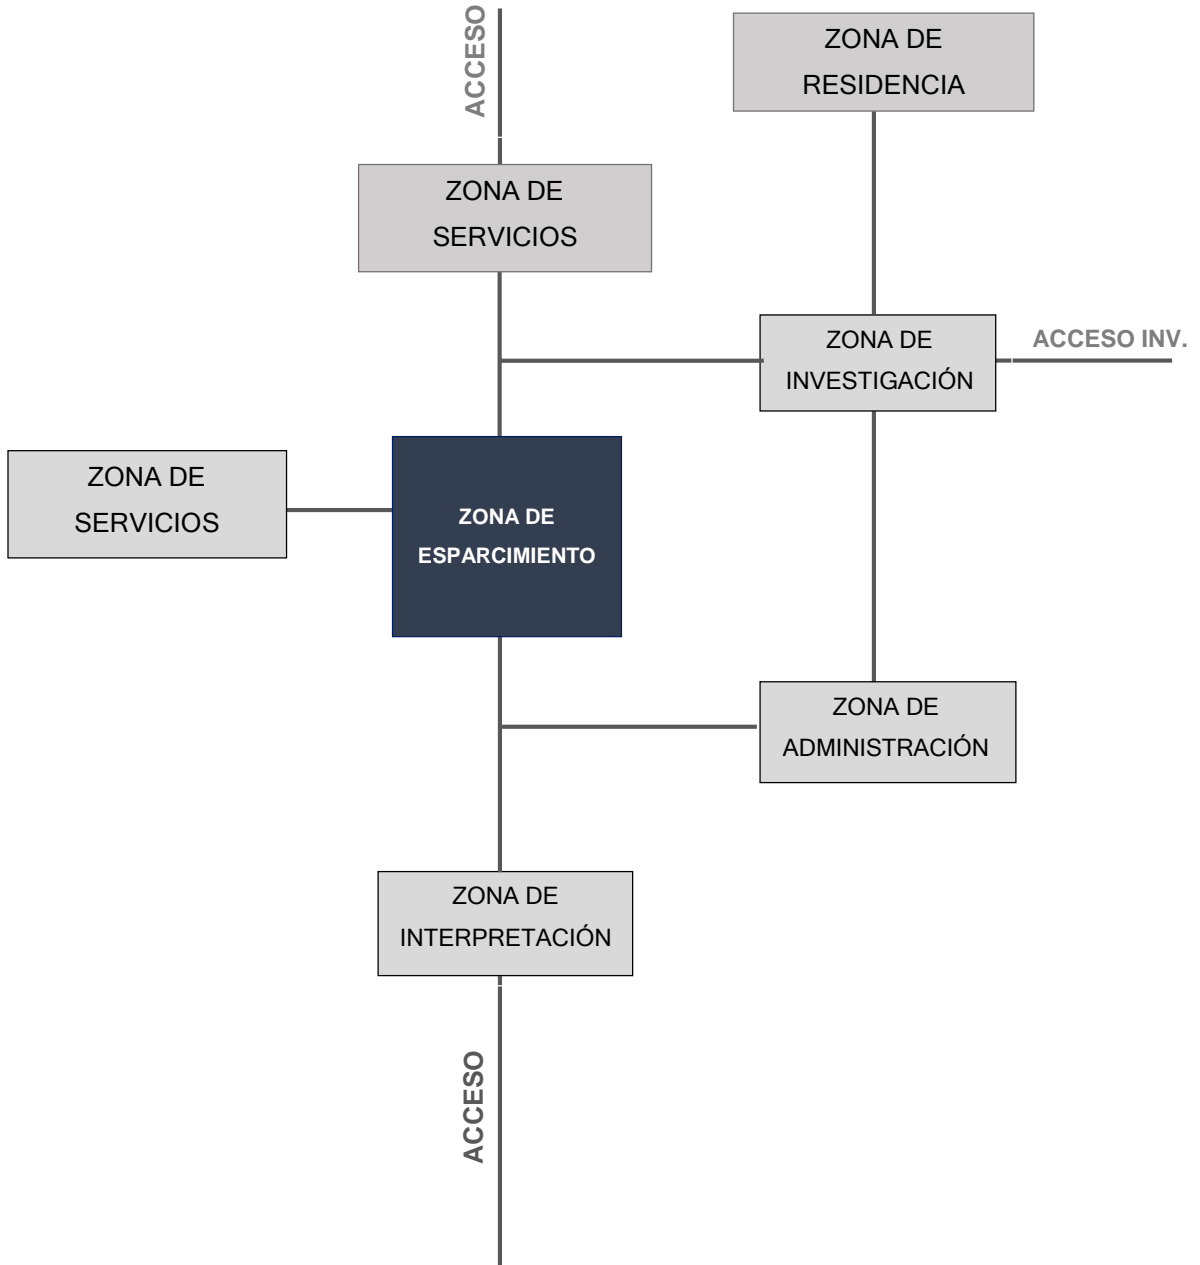 ACCESO
ZONA DE
RESIDENCIA
ZONA DE
SERVICIOS
ZONA DE
INVESTIGACIÓN
ACCESO INV.
ZONA DE
SERVICIOS
ZONA DE
ESPARCIMIENTO
ZONA DE
ADMINISTRACIÓN
ZONA DE
INTERPRETACIÓN
ACCESO